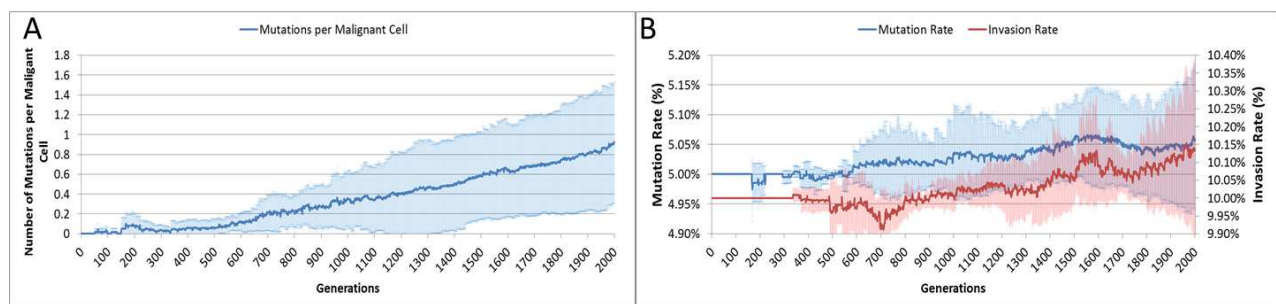 A
Mutations per Malignant Cell
Number of Mutations per Maligant
Cell
1.8
1.6
1.4
1.2
1
0.8
0.6
0.4
0.2
0
0 100 200 300 400 500 600 700 800 900 1000 1100 1200 1300 1400 1500 1600 1700 1800 1900 2000
Generations
B
Mutation Rate Invasion Rate
Mutation Rate (%)
5.20%
5.15%
5.10%
5.05%
5.00%
4.95%
4.90%
10.40%
10.35%
10.30%
10.25%
10.20%
10.15%
10.10%
10.05%
10.00%
9.95%
9.90%
Invasion Rate
(%)
0 100 200 300 400 500 600 700 800 900 1000 1100 1200 1300 1400 1500 1600 1700 1800 1900 2000
Generations